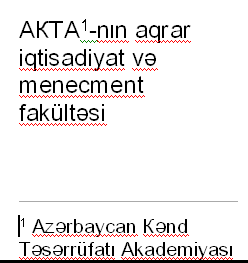 AKTA¹-nın aqrar
iqtisadiyat və
menecment
fakültəsi
¹ Azərbaycan Kənd
Təsərrüfatı Akademiyası